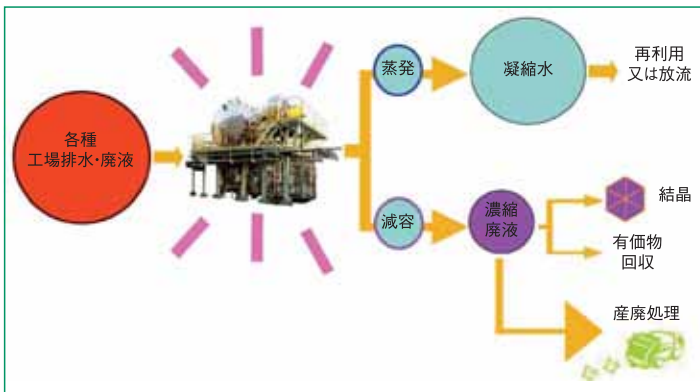 各種
工場排水・廃液
蒸発
凝縮水
再利用
又は放流
減容
濃縮
廃液
結晶
有価物
回収
産廃処理